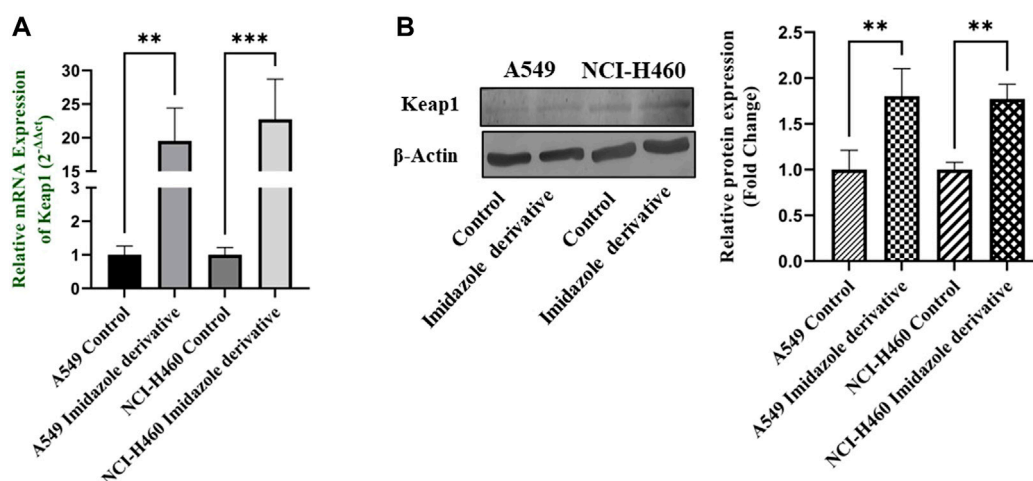 A
Relative mRNA Expression
of Keap1 (2-ΔΔct)
**
***
30
25
20
15
3
2
1
0
A549 Control
A549 Imidazole derivative
NCI-H460 Control
NCI-H460 Imidazole derivative
B
A549 NCI-H460
Keap1
β-Actin
Control
Imidazole derivative
Control
Imidazole derivative
Relative protein expression
(Fold Change)
**
**
2.5
2.0
1.5
1.0
0.5
0.0
A549 Control
A549 Imidazole derivative
NCI-H460 Control
NCI-H460 Imidazole derivative